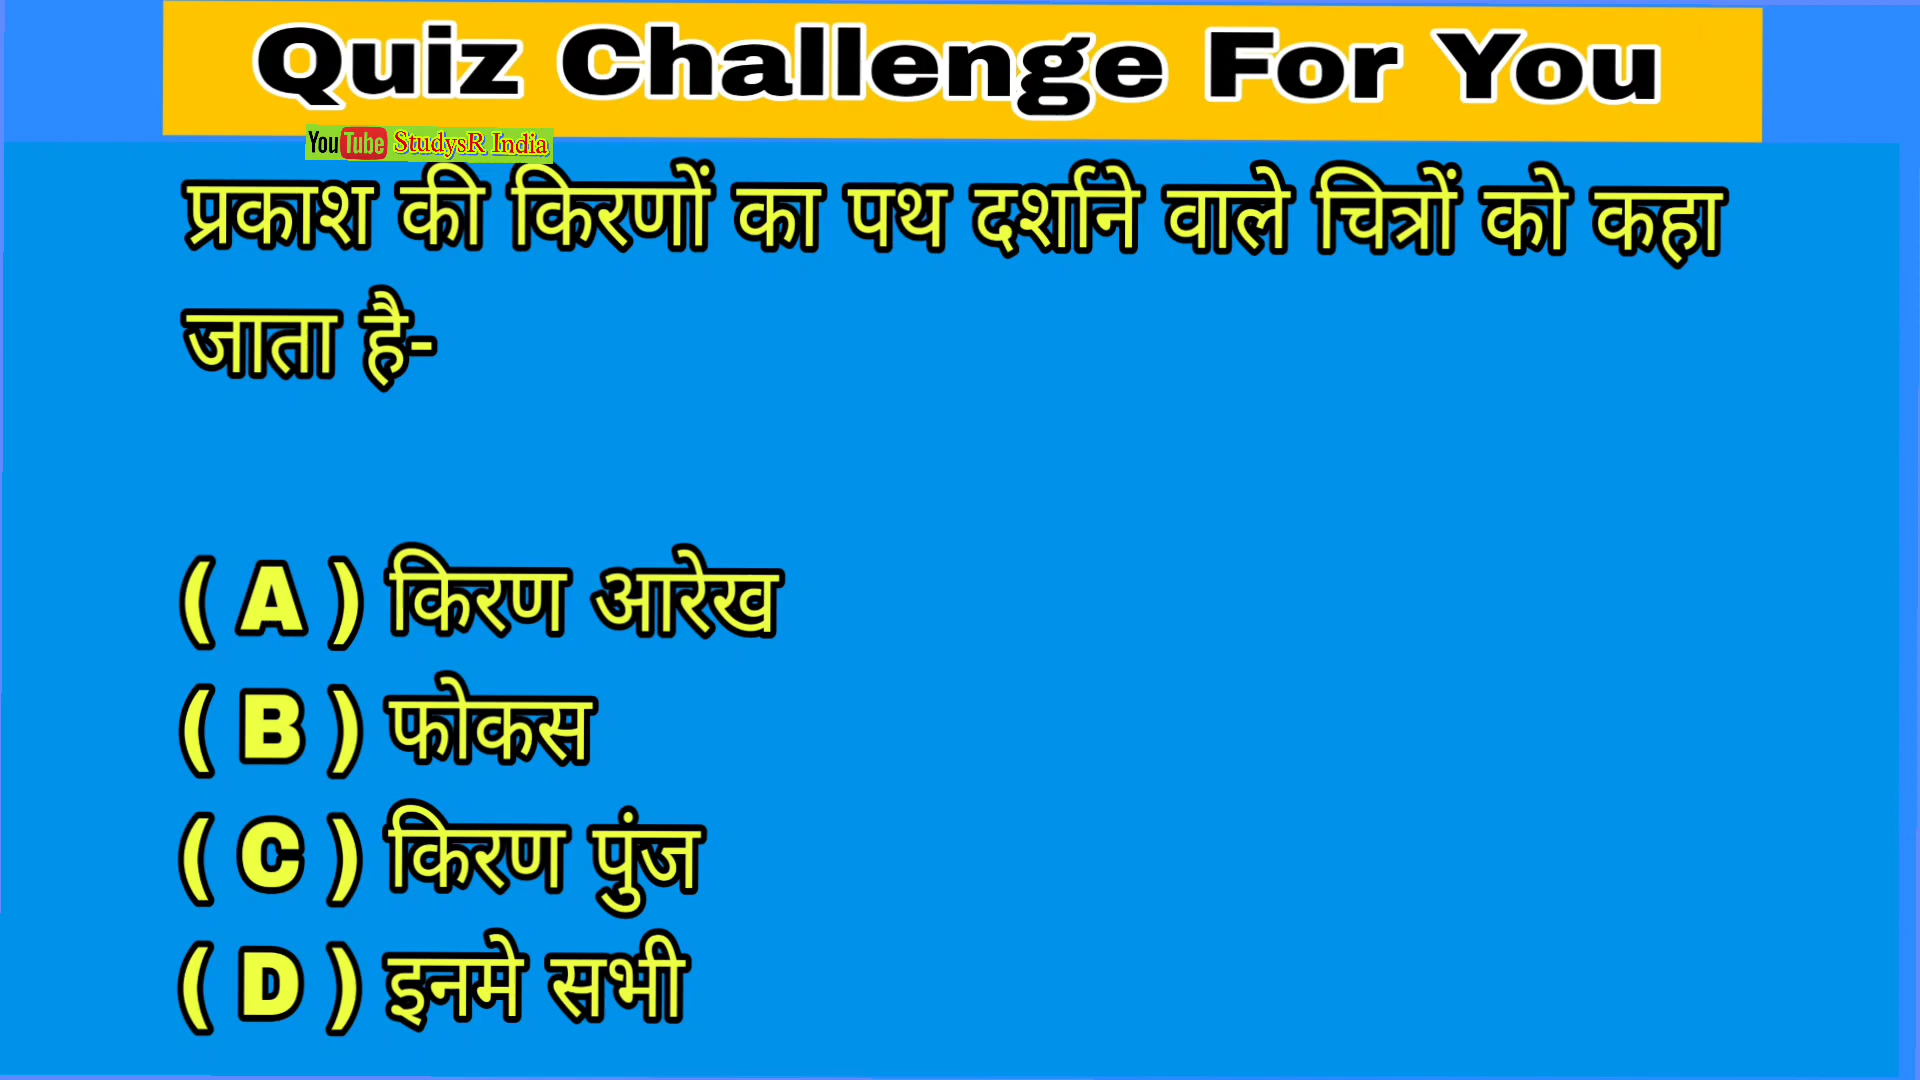 Quiz Challenge For You
YouTube StudysR India
प्रकाश की किरणों का पथ दर्शाने वाले चित्रों को कहा
जाता है-
( A ) किरण आरेख
( B ) फोकस
( C ) किरण पुंज
( D ) इनमे सभी